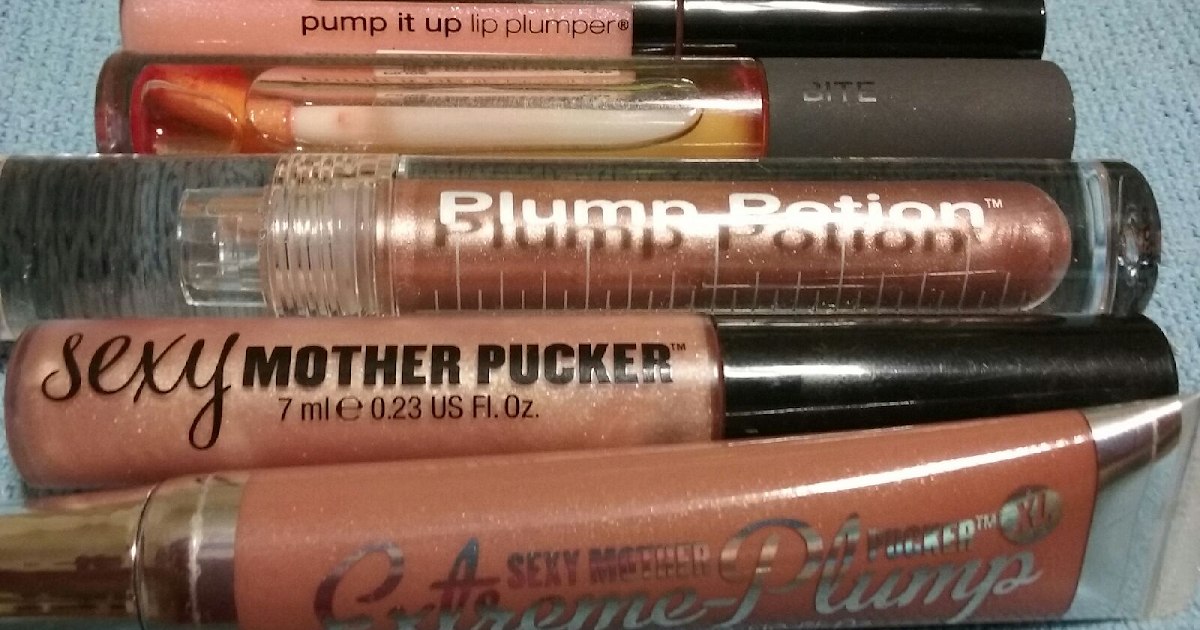 pump it up lip plumper®
BITE
Plump Potion™
sexy MOTHER PUCKER™
7 ml ℮ 0.23 US Fl. Oz.
SEXY MOTHER PUCKER™ XL
Extreme-Plump